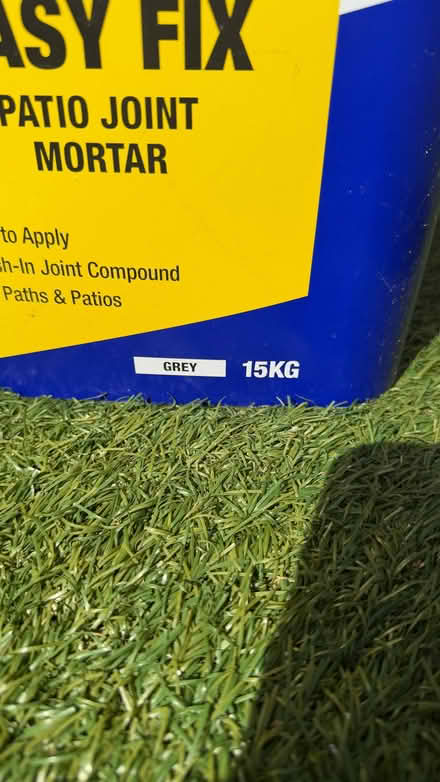 ASY FIX
PATIO JOINT
MORTAR
to Apply
sh-In Joint Compound
Paths & Patios
GREY 15KG